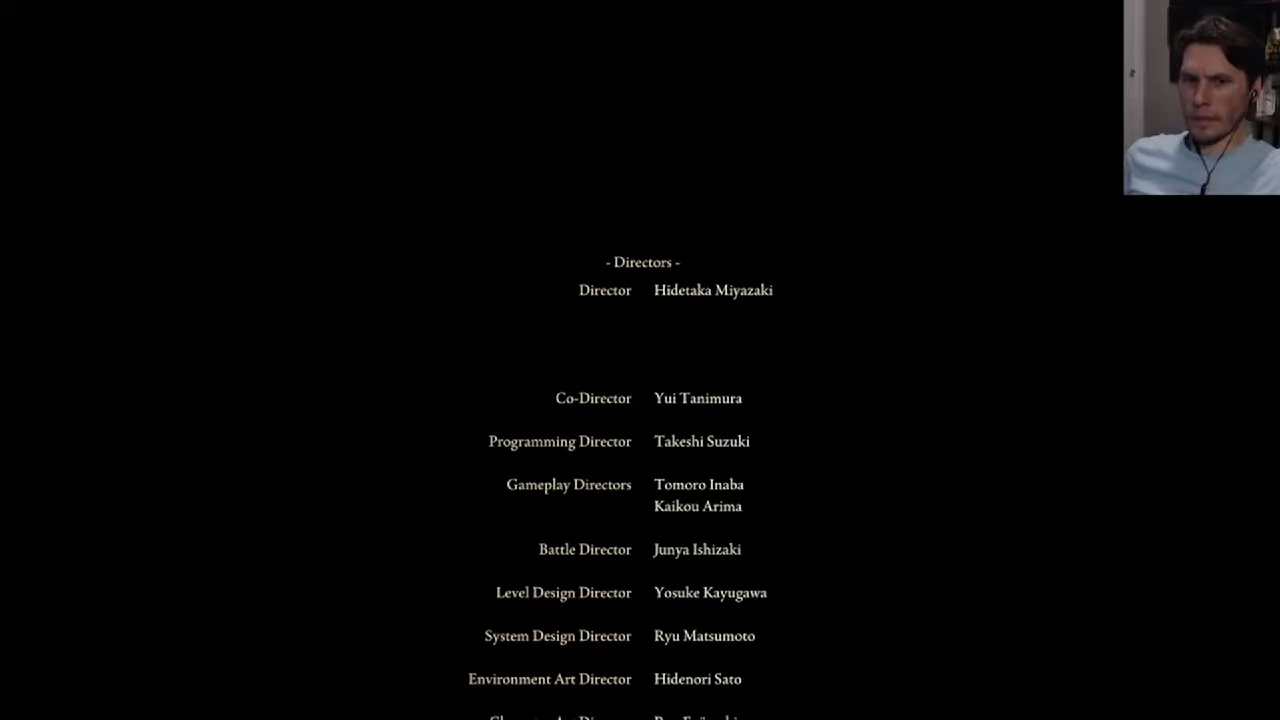 - Directors -
Director Hidetaka Miyazaki
Co-Director Yui Tanimura
Programming Director Takeshi Suzuki
Gameplay Directors Tomoro Inaba
Kaikou Arima
Battle Director Junya Ishizaki
Level Design Director Yosuke Kayugawa
System Design Director Ryu Matsumoto
Environment Art Director Hidenori Sato